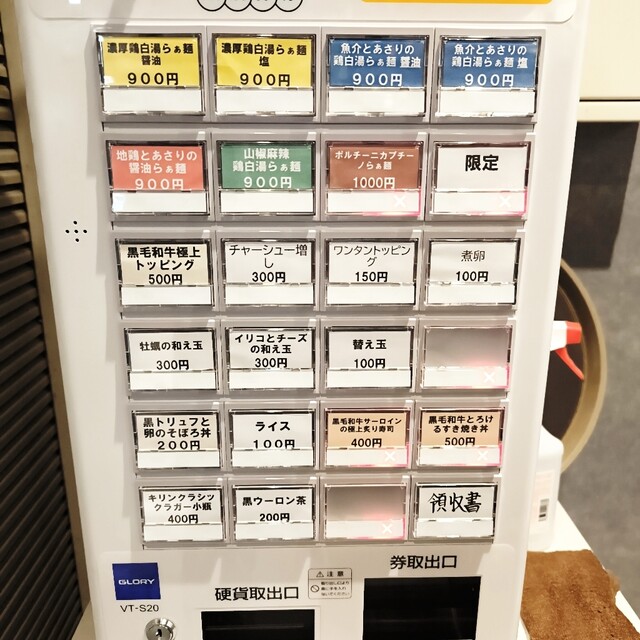 濃厚鶏白湯らぁ麺
醤油
900円
濃厚鶏白湯らぁ麺
塩
900円
魚介とあさりの
鶏白湯らぁ麺 醤油
900円
魚介とあさりの
鶏白湯らぁ麺 塩
900円
地鶏とあさりの
醤油らぁ麺
900円
山椒麻辣
鶏白湯らぁ麺
900円
ポルチーニカプチー
ノらぁ麺
1000円
×
限定
×
黒毛和牛極上
トッピング
500円
チャーシュー増
し
300円
ワンタントッピン
グ
150円
煮卵
100円
牡蠣の和え玉
300円
イリコとチーズ
の和え玉
300円
替え玉
100円
×
黒トリュフと
卵のそぼろ丼
200円
ライス
100円
黒毛和牛サーロイン
の極上炙り寿司
400円
×
黒毛和牛とろけ
るすき焼き丼
500円
×
キリンクラシッ
クラガー小瓶
400円
黒ウーロン茶
200円
×
領収書
GLORY
VT-S20
硬貨取出口
注意
券取出口